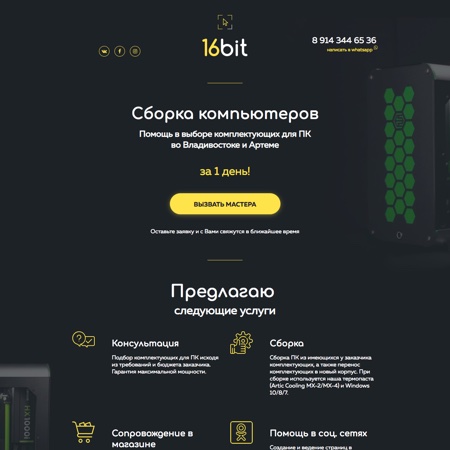 16bit
8 914 344 65 36
написать в whatsapp
Сборка компьютеров
Помощь в выборе комплектующих для ПК
во Владивостоке и Артеме
за 1 день!
ВЫЗВАТЬ МАСТЕРА
Оставьте заявку и с Вами свяжутся в ближайшее время
Предлагаю
следующие услуги
Консультация
Подбор комплектующих для ПК исходя
из требований и бюджета заказчика.
Гарантия максимальной мощности.
Сборка
Сборка ПК из имеющихся у заказчика
комплектующих, а также перенос
комплектующих в новый корпус. При
сборке используется наша термопаста
(Artic Cooling MX-2/MX-4) и Windows
10/8/7.
Сопровождение в
магазине
Помощь в соц. сетях
Создание и ведение страниц в